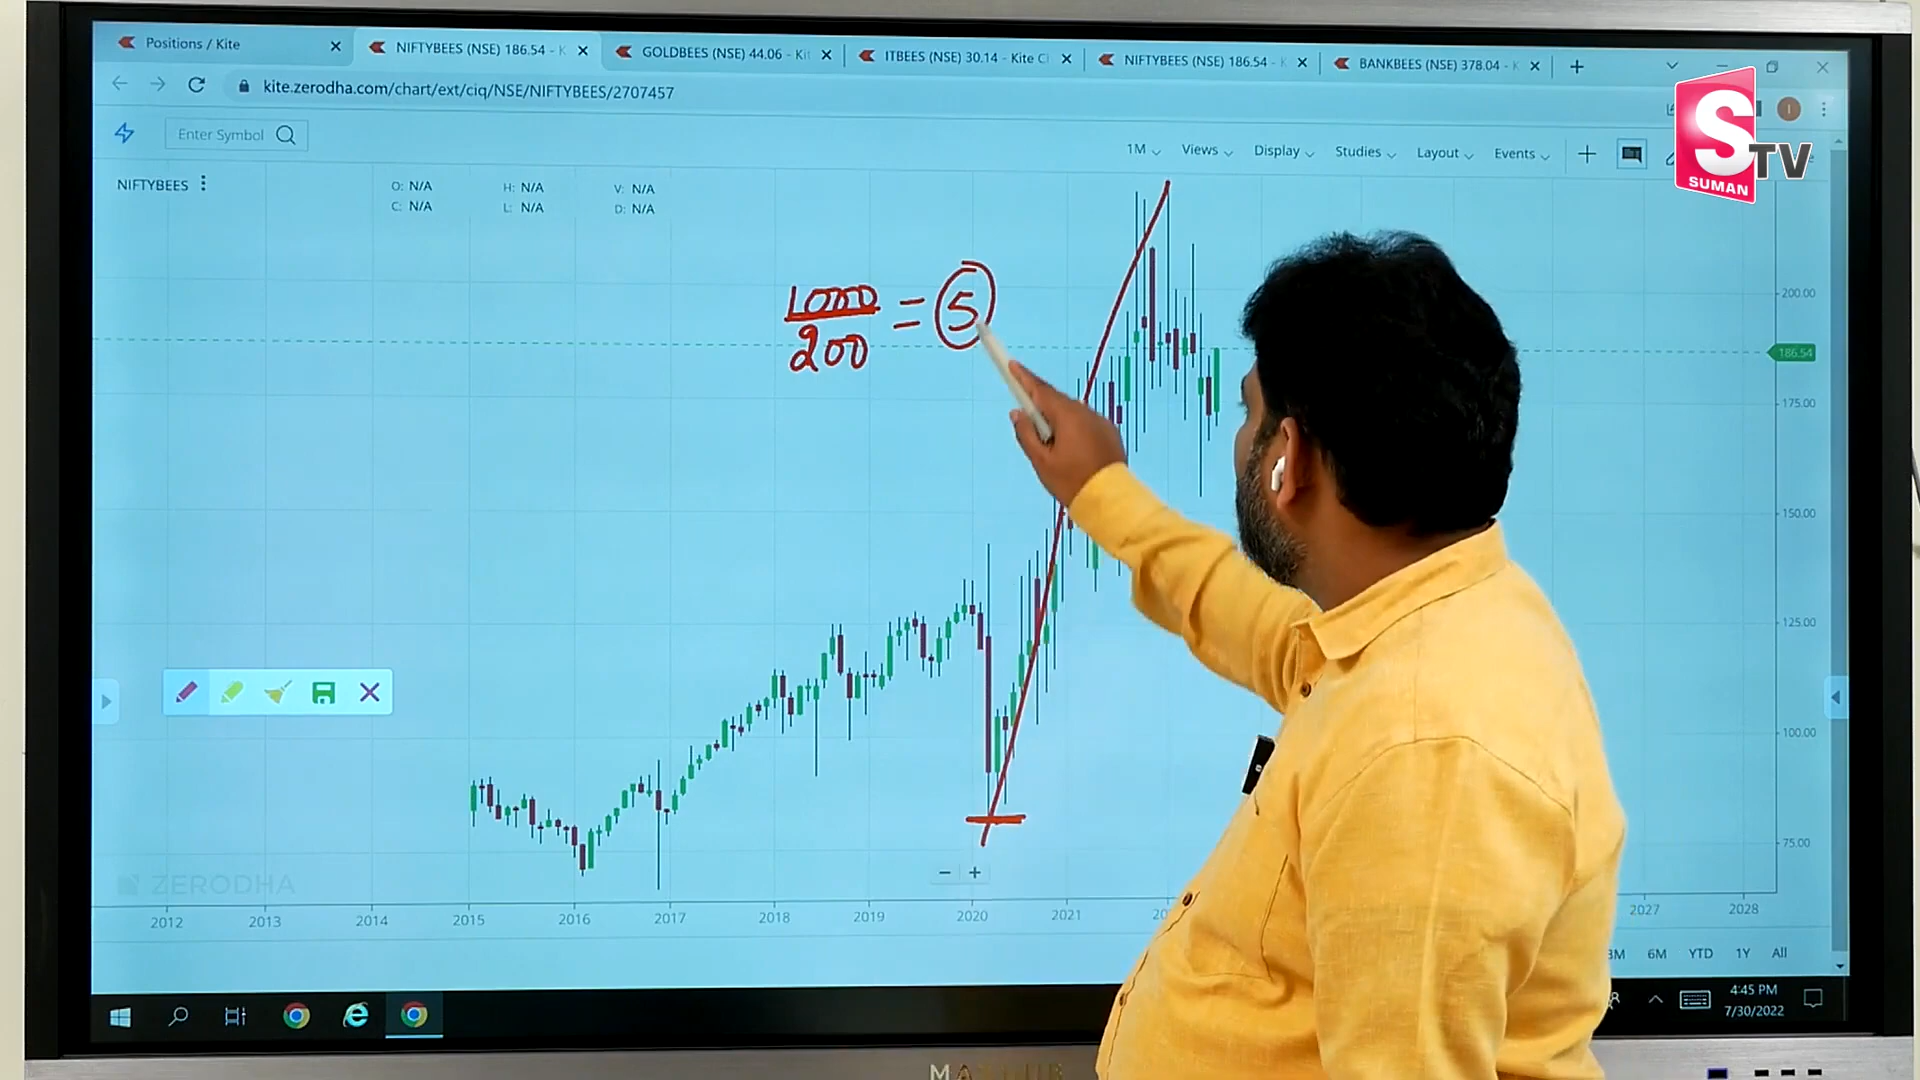 Positions / Kite
NIFTYBEES (NSE) 186.54 - K
GOLDBEES (NSE) 44.06 - Kit
ITBEES (NSE) 30.14 - Kite C
NIFTYBEES (NSE) 186.54 - K
BANKBEES (NSE) 378.04 - K
kite.zerodha.com/chart/ext/ciq/NSE/NIFTYBEES/2707457
Enter Symbol
1M
Views
Display
Studies
Layout
Events
S TV
SUMAN
NIFTYBEES
O: N/A H: N/A V: N/A
C: N/A L: N/A D: N/A
1000
200
= 5
200.00
186.54
175.00
150.00
125.00
100.00
75.00
ZERODHA
2012 2013 2014 2015 2016 2017 2018 2019 2020 2021 2027 2028
3M 6M YTD 1Y All
4:45 PM
7/30/2022